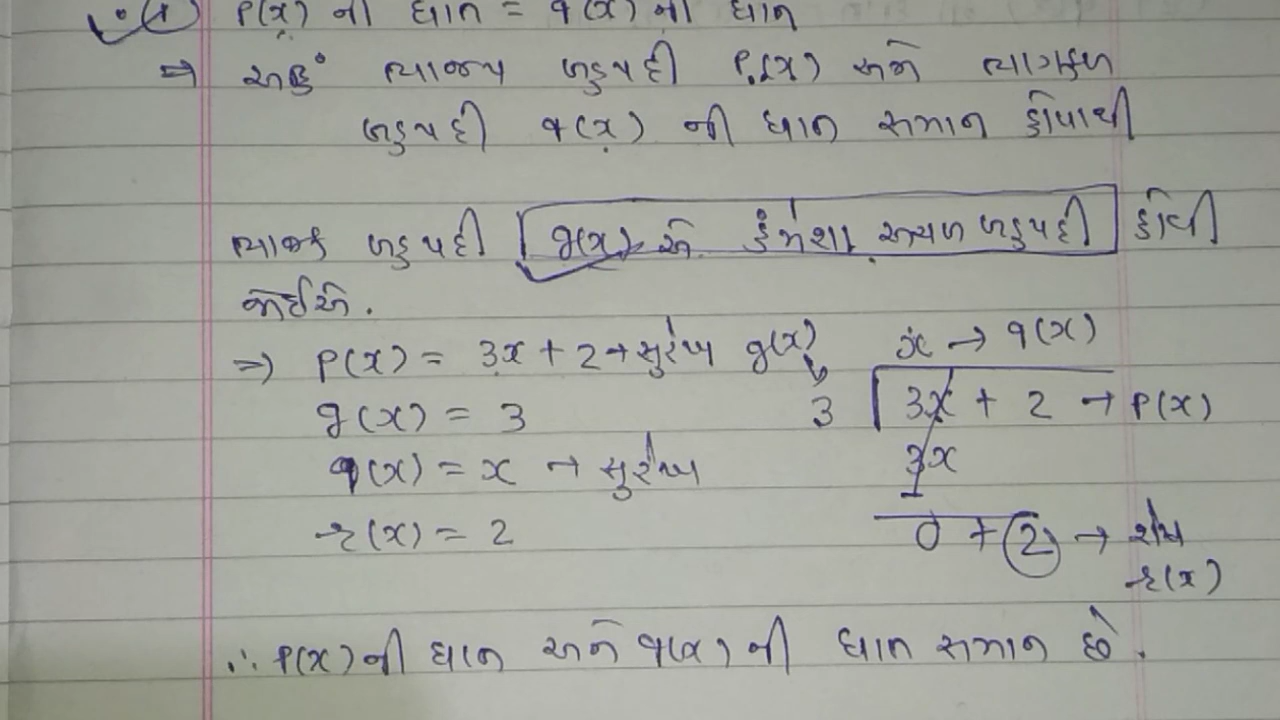 (1) P(x) ની ઘાત = q(x) ની ઘાત
⇒ અહીં ભાજ્ય બહુપદી P(x) અને ભાગફળ
બહુપદી q(x) ની ઘાત સમાન હોવાથી
ભાજક બહુપદી g(x) એ હંમેશા અચળ બહુપદી હોવી
જોઈએ.
⇒ P(x) = 3x + 2 → સુરેખ
g(x) = 3
q(x) = x → સુરેખ
r(x) = 2
x → q(x)
g(x)
3 3x + 2 → P(x)
3x
0 + 2 → શેષ
r(x)
∴ P(x) ની ઘાત અને q(x) ની ઘાત સમાન છે.